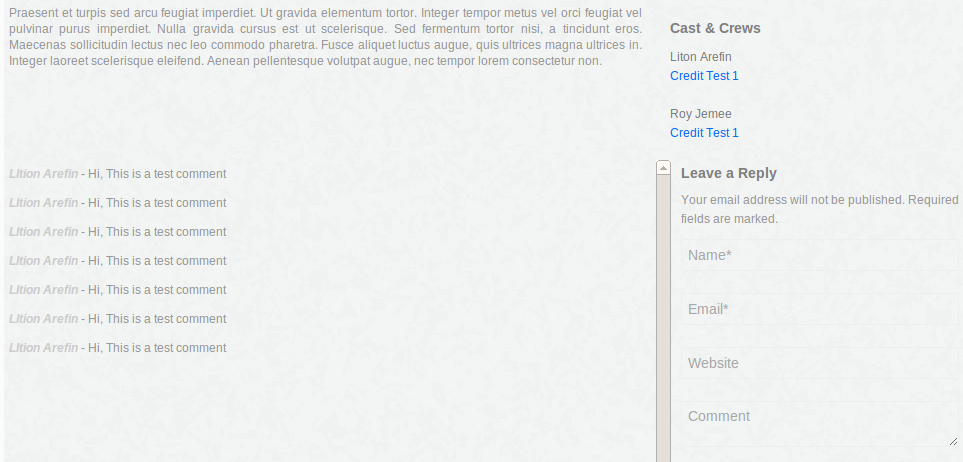 Praesent et turpis sed arcu feugiat imperdiet. Ut gravida elementum tortor. Integer tempor metus vel orci feugiat vel
pulvinar purus imperdiet. Nulla gravida cursus est ut scelerisque. Sed fermentum tortor nisi, a tincidunt eros.
Maecenas sollicitudin lectus nec leo commodo pharetra. Fusce aliquet luctus augue, quis ultrices magna ultrices in.
Integer laoreet scelerisque eleifend. Aenean pellentesque volutpat augue, nec tempor lorem consectetur non.
Cast & Crews
Liton Arefin
Credit Test 1
Roy Jemee
Credit Test 1
LItion Arefin - Hi, This is a test comment
LItion Arefin - Hi, This is a test comment
LItion Arefin - Hi, This is a test comment
LItion Arefin - Hi, This is a test comment
LItion Arefin - Hi, This is a test comment
LItion Arefin - Hi, This is a test comment
LItion Arefin - Hi, This is a test comment
Leave a Reply
Your email address will not be published. Required
fields are marked.
Name*
Email*
Website
Comment